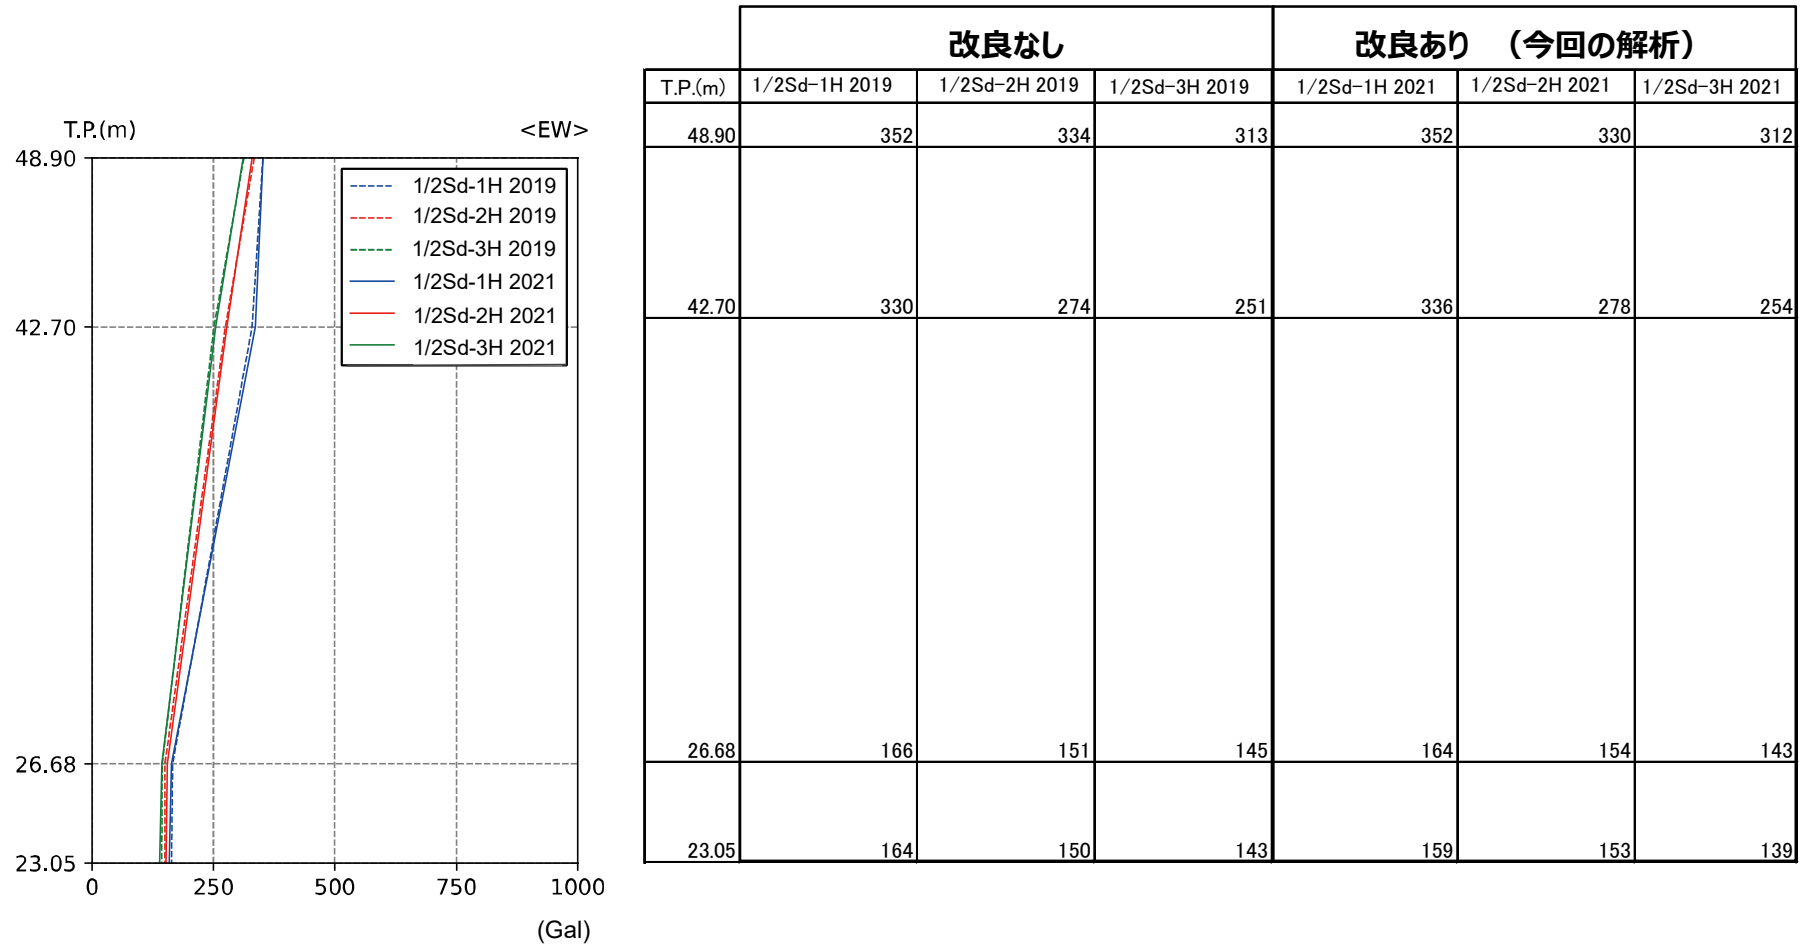 T.P.(m) <EW>
48.90
42.70
26.68
23.05
0 250 500 750 1000
(Gal)
1/2Sd-1H 2019
1/2Sd-2H 2019
1/2Sd-3H 2019
1/2Sd-1H 2021
1/2Sd-2H 2021
1/2Sd-3H 2021
改良なし 改良あり （今回の解析）
T.P.(m) 1/2Sd-1H 2019 1/2Sd-2H 2019 1/2Sd-3H 2019 1/2Sd-1H 2021 1/2Sd-2H 2021 1/2Sd-3H 2021
48.90 352 334 313 352 330 312
42.70 330 274 251 336 278 254
26.68 166 151 145 164 154 143
23.05 164 150 143 159 153 139